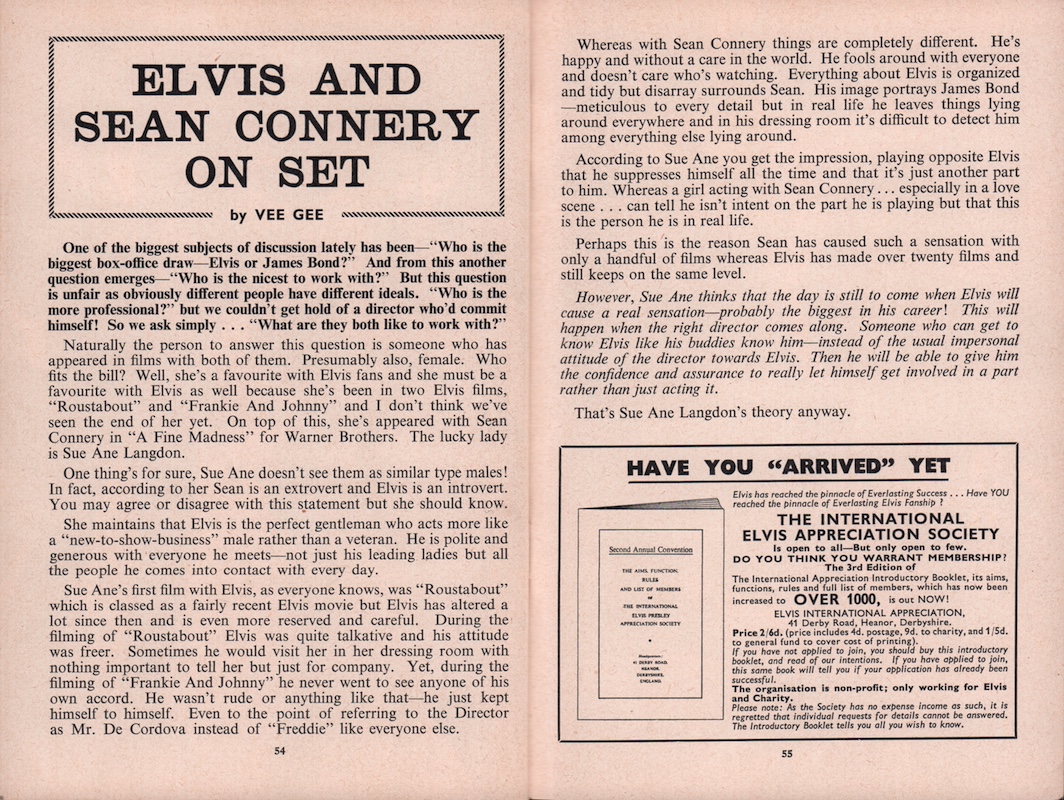 ELVIS AND
SEAN CONNERY
ON SET
by VEE GEE
One of the biggest subjects of discussion lately has been—“Who is the
biggest box-office draw—Elvis or James Bond?” And from this another
question emerges—“Who is the nicest to work with?” But this question
is unfair as obviously different people have different ideals. “Who is the
more professional?” but we couldn’t get hold of a director who’d commit
himself! So we ask simply . . . “What are they both like to work with?”
Naturally the person to answer this question is someone who has
appeared in films with both of them. Presumably also, female. Who
fits the bill? Well, she’s a favourite with Elvis fans and she must be a
favourite with Elvis as well because she’s been in two Elvis films,
“Roustabout” and “Frankie And Johnny” and I don’t think we’ve
seen the end of her yet. On top of this, she’s appeared with Sean
Connery in “A Fine Madness” for Warner Brothers. The lucky lady
is Sue Ane Langdon.
One thing’s for sure, Sue Ane doesn’t see them as similar type males!
In fact, according to her Sean is an extrovert and Elvis is an introvert.
You may agree or disagree with this statement but she should know.
She maintains that Elvis is the perfect gentleman who acts more like
a “new-to-show-business” male rather than a veteran. He is polite and
generous with everyone he meets—not just his leading ladies but all
the people he comes into contact with every day.
Sue Ane’s first film with Elvis, as everyone knows, was “Roustabout”
which is classed as a fairly recent Elvis movie but Elvis has altered a
lot since then and is even more reserved and careful. During the
filming of “Roustabout” Elvis was quite talkative and his attitude
was freer. Sometimes he would visit her in her dressing room with
nothing important to tell her but just for company. Yet, during the
filming of “Frankie And Johnny” he never went to see anyone of his
own accord. He wasn’t rude or anything like that—he just kept
himself to himself. Even to the point of referring to the Director
as Mr. De Cordova instead of “Freddie” like everyone else.
54
Whereas with Sean Connery things are completely different. He’s
happy and without a care in the world. He fools around with everyone
and doesn’t care who’s watching. Everything about Elvis is organized
and tidy but disarray surrounds Sean. His image portrays James Bond
—meticulous to every detail but in real life he leaves things lying
around everywhere and in his dressing room it’s difficult to detect him
among everything else lying around.
According to Sue Ane you get the impression, playing opposite Elvis
that he suppresses himself all the time and that it’s just another part
to him. Whereas a girl acting with Sean Connery . . . especially in a love
scene . . . can tell he isn’t intent on the part he is playing but that this
is the person he is in real life.
Perhaps this is the reason Sean has caused such a sensation with
only a handful of films whereas Elvis has made over twenty films and
still keeps on the same level.
However, Sue Ane thinks that the day is still to come when Elvis will
cause a real sensation—probably the biggest in his career! This will
happen when the right director comes along. Someone who can get to
know Elvis like his buddies know him—instead of the usual impersonal
attitude of the director towards Elvis. Then he will be able to give him
the confidence and assurance to really let himself get involved in a part
rather than just acting it.
That’s Sue Ane Langdon’s theory anyway.
HAVE YOU “ARRIVED” YET
Second Annual Convention
THE AIMS, FUNCTION,
RULES
AND LIST OF MEMBERS
of
THE INTERNATIONAL
ELVIS PRESLEY
APPRECIATION SOCIETY
Headquarters:
41 DERBY ROAD,
HEANOR,
DERBYSHIRE,
ENGLAND.
Elvis has reached the pinnacle of Everlasting Success . . . Have YOU
reached the pinnacle of Everlasting Elvis Fanship ?
THE INTERNATIONAL
ELVIS APPRECIATION SOCIETY
Is open to all—But only open to few.
DO YOU THINK YOU WARRANT MEMBERSHIP?
The 3rd Edition of
The International Appreciation Introductory Booklet, its aims,
functions, rules and full list of members, which has now been
increased to OVER 1000, is out NOW!
ELVIS INTERNATIONAL APPRECIATION,
41 Derby Road, Heanor, Derbyshire.
Price 2/6d. (price includes 4d. postage, 9d. to charity, and 1/5d.
to general fund to cover cost of printing).
If you have not applied to join, you should buy this introductory
booklet, and read of our intentions. If you have applied to join,
this same book will tell you if your application has already been
successful.
The organisation is non-profit; only working for Elvis
and Charity.
Please note: As the Society has no expense income as such, it is
regretted that individual requests for details cannot be answered.
The Introductory Booklet tells you all you wish to know.
55